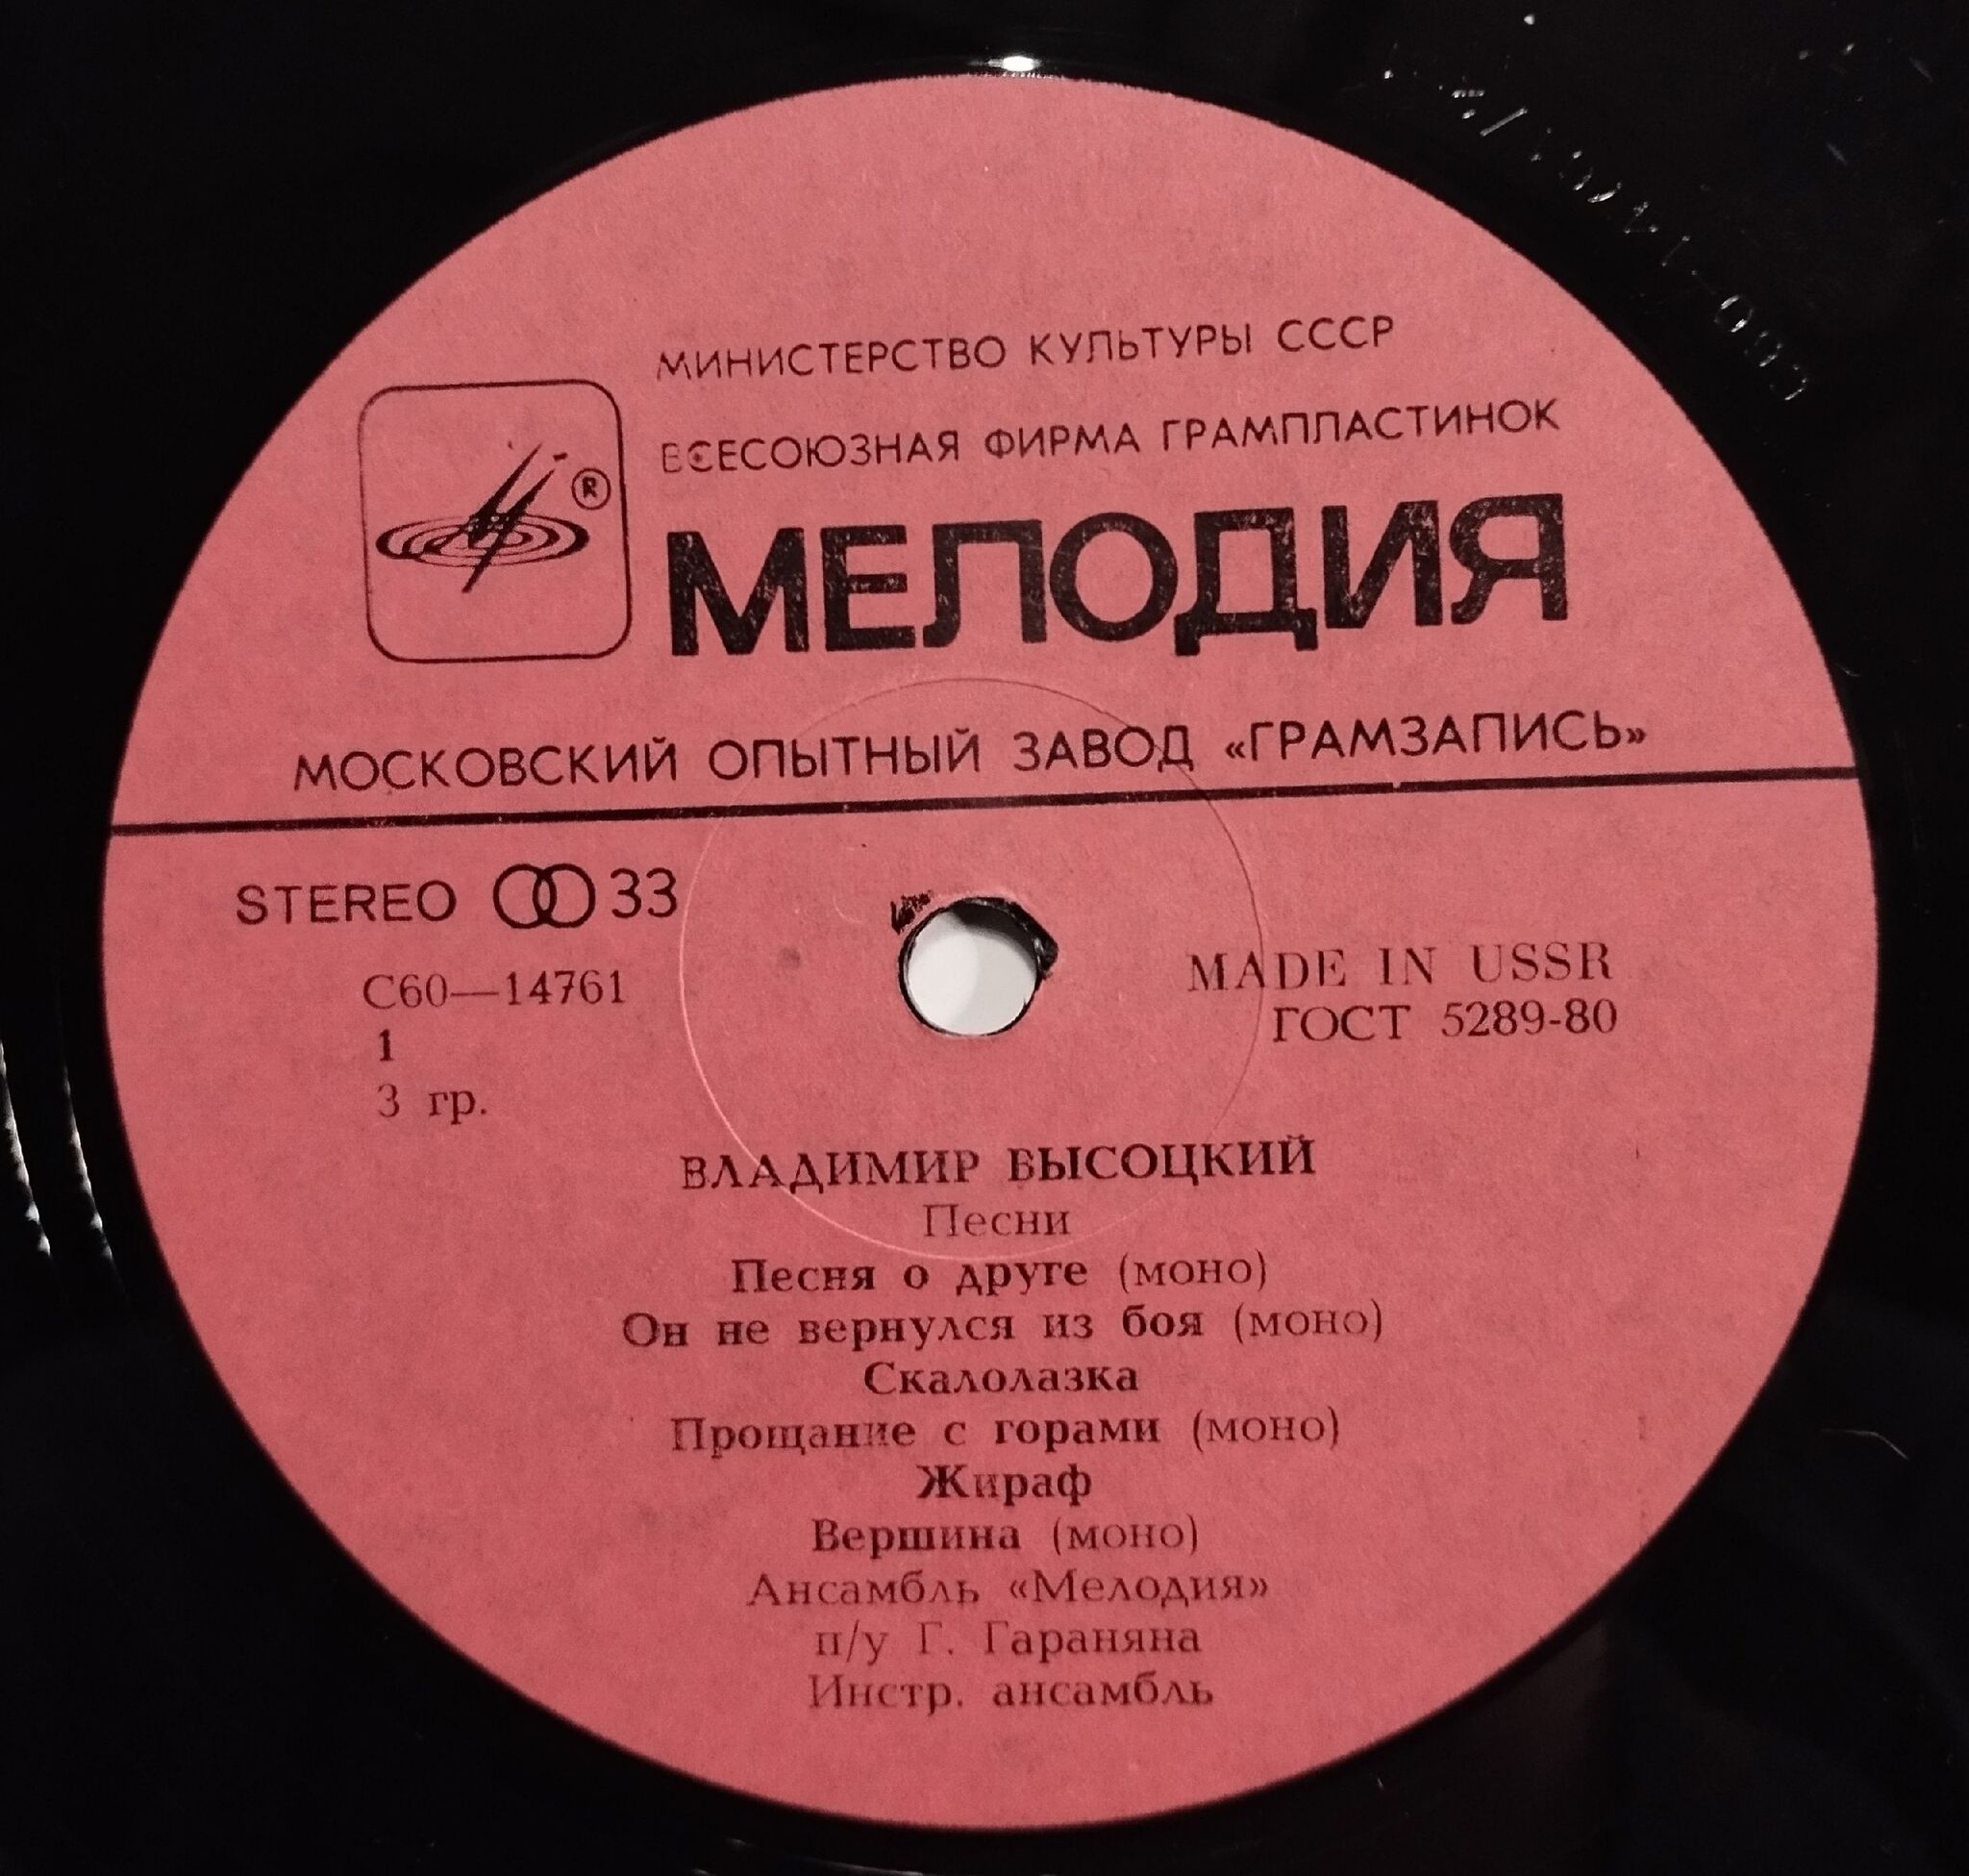 МИНИСТЕРСТВО КУЛЬТУРЫ СССР
ВСЕСОЮЗНАЯ ФИРМА ГРАМПЛАСТИНОК
®
МЕЛОДИЯ
МОСКОВСКИЙ ОПЫТНЫЙ ЗАВОД «ГРАМЗАПИСЬ»
STEREO 33
С60—14761
1
3 гр.
MADE IN USSR
ГОСТ 5289-80
ВЛАДИМИР ВЫСОЦКИЙ
Песни
Песня о друге (моно)
Он не вернулся из боя (моно)
Скалолазка
Прощание с горами (моно)
Жираф
Вершина (моно)
Ансамбль «Мелодия»
п/у Г. Гараняна
Инстр. ансамбль